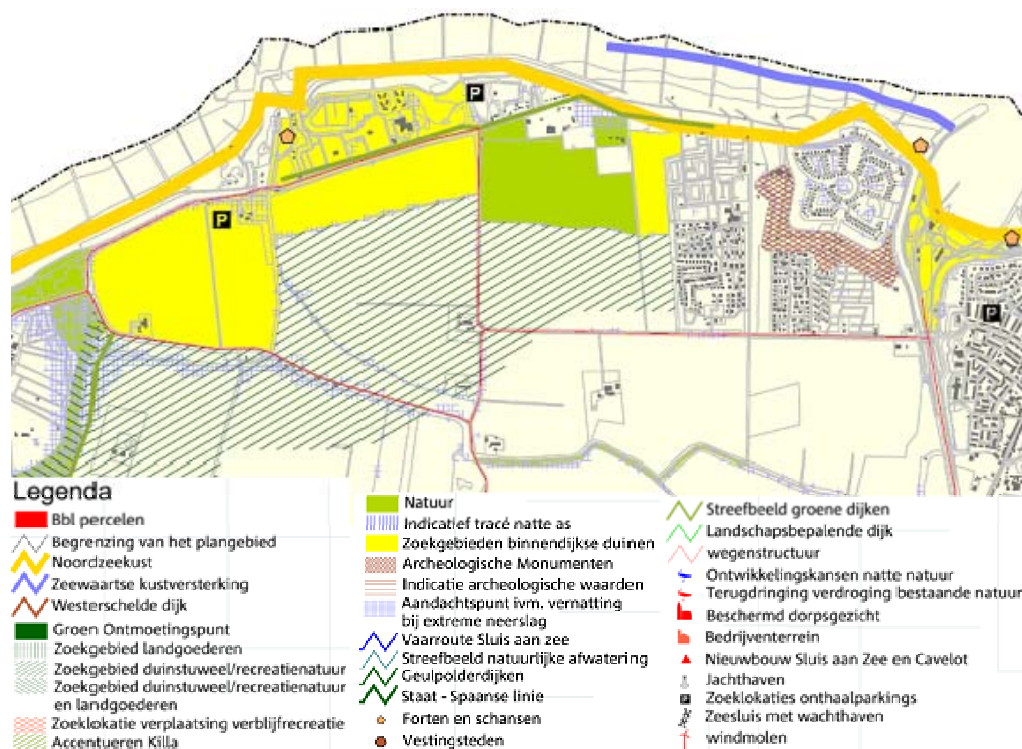 P
P
P
Legenda
Bbl percelen
Begrenzing van het plangebied
Noordzeekust
Zeewaartse kustversterking
Westerschelde dijk
Groen Ontmoetingspunt
Zoekgebied landgoederen
Zoekgebied duinstuweel/recreatienatuur
Zoekgebied duinstuweel/recreatienatuur
en landgoederen
Zoeklokatie verplaatsing verblijfrecreatie
Accentueren Killa
Natuur
Indicatief tracé natte as
Zoekgebieden binnendijkse duinen
Archeologische Monumenten
Indicatie archeologische waarden
Aandachtspunt ivm. vernatting
bij extreme neerslag
Vaarroute Sluis aan zee
Streefbeeld natuurlijke afwatering
Geulpolderdijken
Staat - Spaanse linie
Forten en schansen
Vestingsteden
Streefbeeld groene dijken
Landschapsbepalende dijk
wegenstructuur
Ontwikkelingskansen natte natuur
Terugdringing verdroging bestaande natuur
Beschermd dorpsgezicht
Bedrijventerrein
Nieuwbouw Sluis aan Zee en Cavelot
Jachthaven
Zoeklokaties onthaalparkings
Zeesluis met wachthaven
windmolen